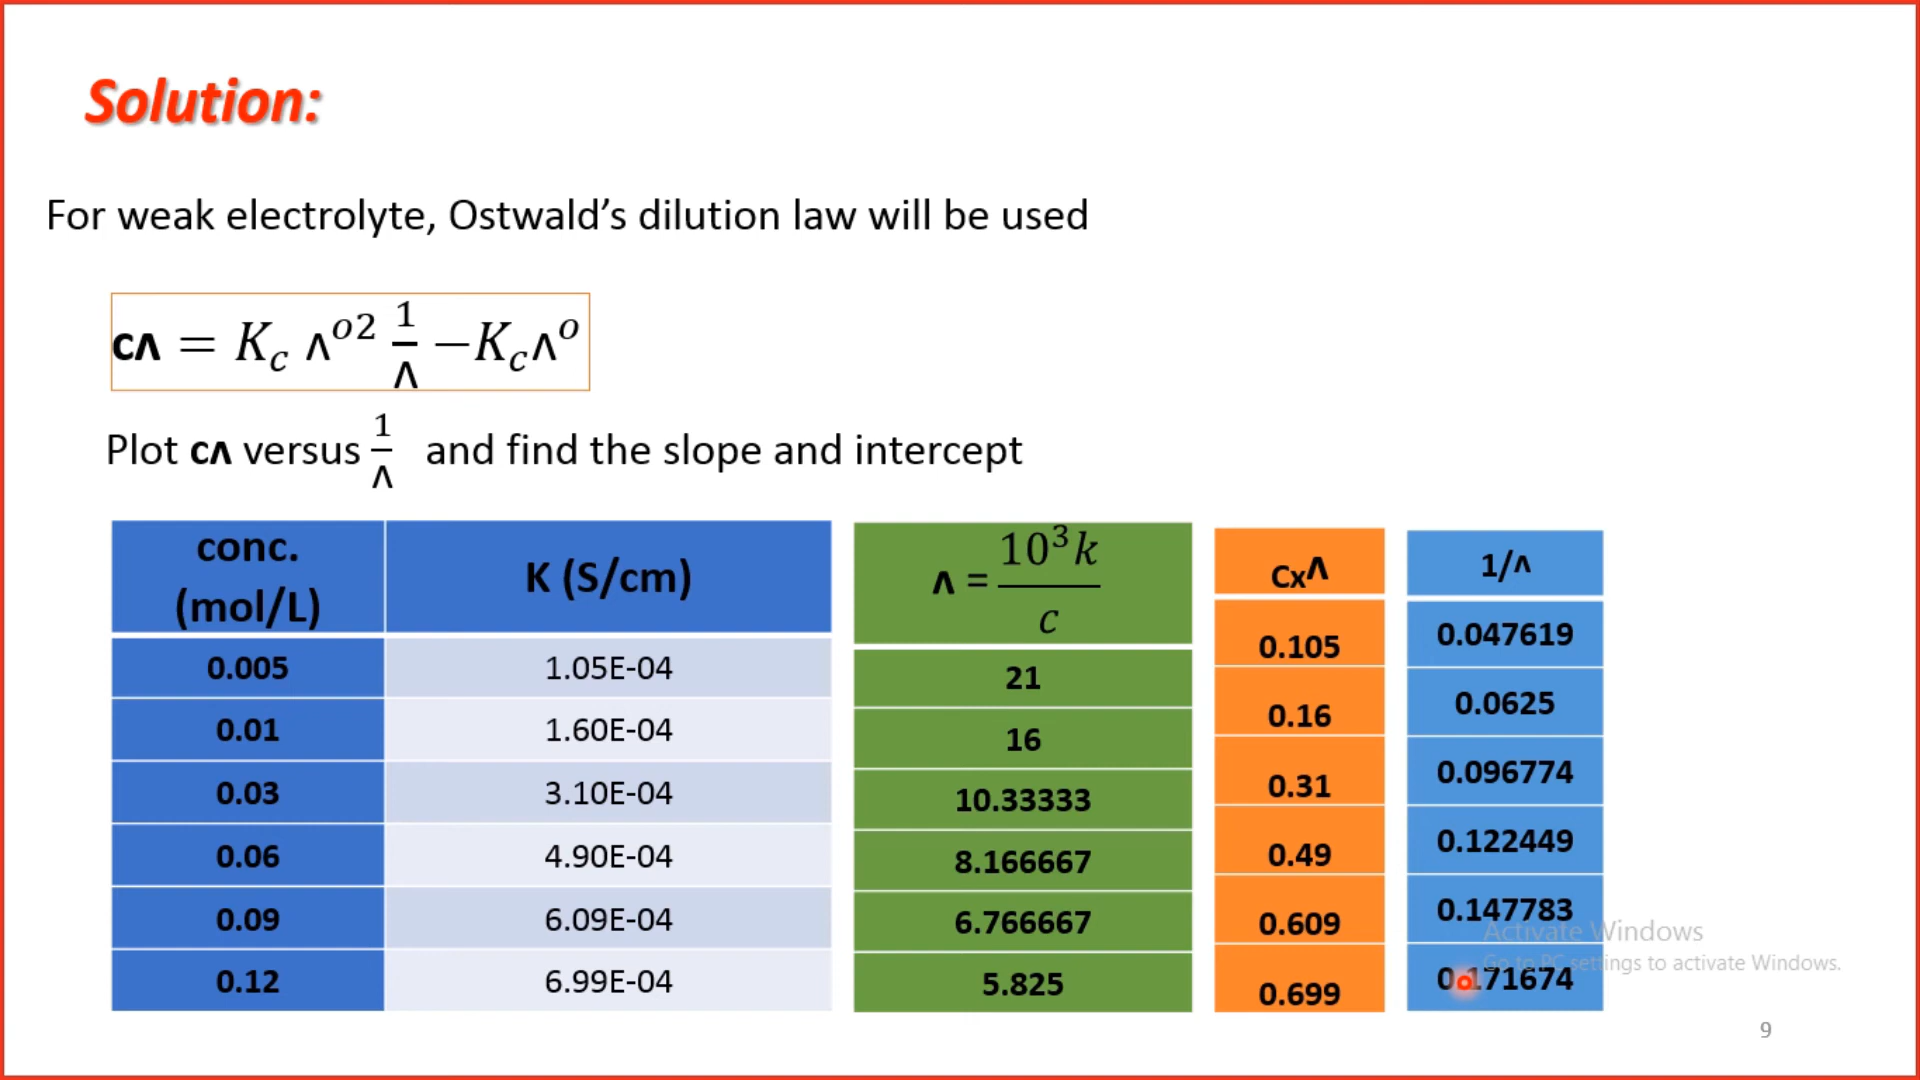 Solution:
For weak electrolyte, Ostwald’s dilution law will be used
cʌ = K_c ʌ^{o2} 1/ʌ −K_cʌ^o
Plot cʌ versus 1/ʌ and find the slope and intercept
conc. (mol/L) K (S/cm) ʌ = 10^3k/c Cxʌ 1/ʌ
0.005 1.05E-04 21 0.105 0.047619
0.01 1.60E-04 16 0.16 0.0625
0.03 3.10E-04 10.33333 0.31 0.096774
0.06 4.90E-04 8.166667 0.49 0.122449
0.09 6.09E-04 6.766667 0.609 0.147783
Activate Windows
Go to PC settings to activate Windows.
0.12 6.99E-04 5.825 0.699 0.171674
9